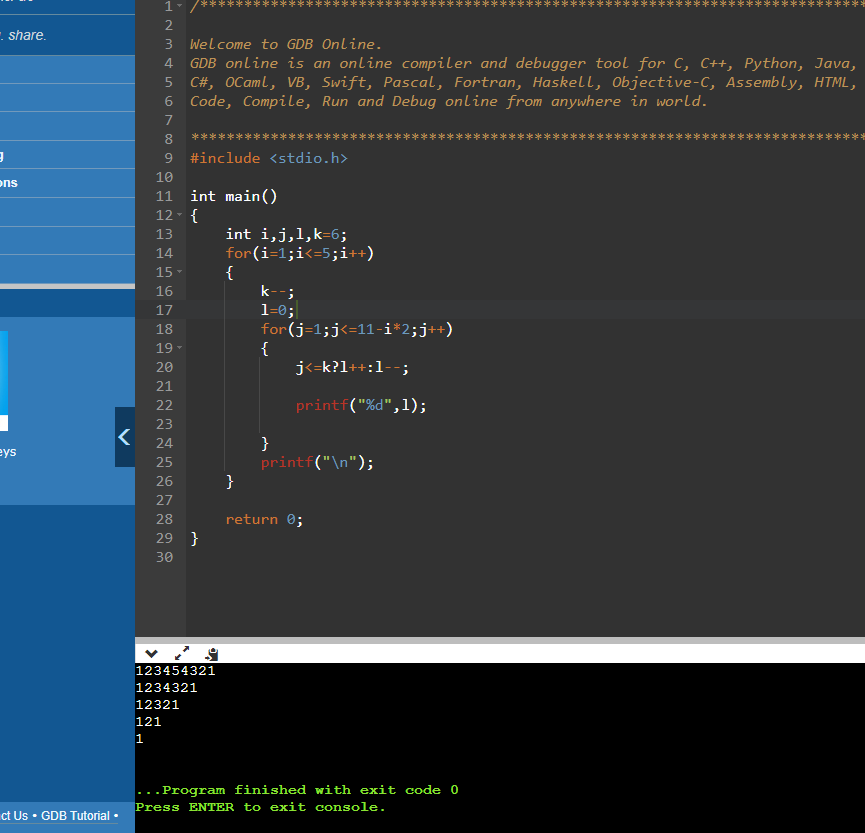 . share.
g
ons
eys
ct Us • GDB Tutorial •
1 /******************************************************************************
2
3 Welcome to GDB Online.
4 GDB online is an online compiler and debugger tool for C, C++, Python, Java,
5 C#, OCaml, VB, Swift, Pascal, Fortran, Haskell, Objective-C, Assembly, HTML,
6 Code, Compile, Run and Debug online from anywhere in world.
7
8 *******************************************************************************
9 #include <stdio.h>
10
11 int main()
12 {
13     int i,j,l,k=6;
14     for(i=1;i<=5;i++)
15     {
16         k--;
17         l=0;
18         for(j=1;j<=11-i*2;j++)
19         {
20             j<=k?l++:l--;
21
22             printf("%d",l);
23
24         }
25         printf("\n");
26     }
27
28     return 0;
29 }
30
123454321
1234321
12321
121
1
...Program finished with exit code 0
Press ENTER to exit console.